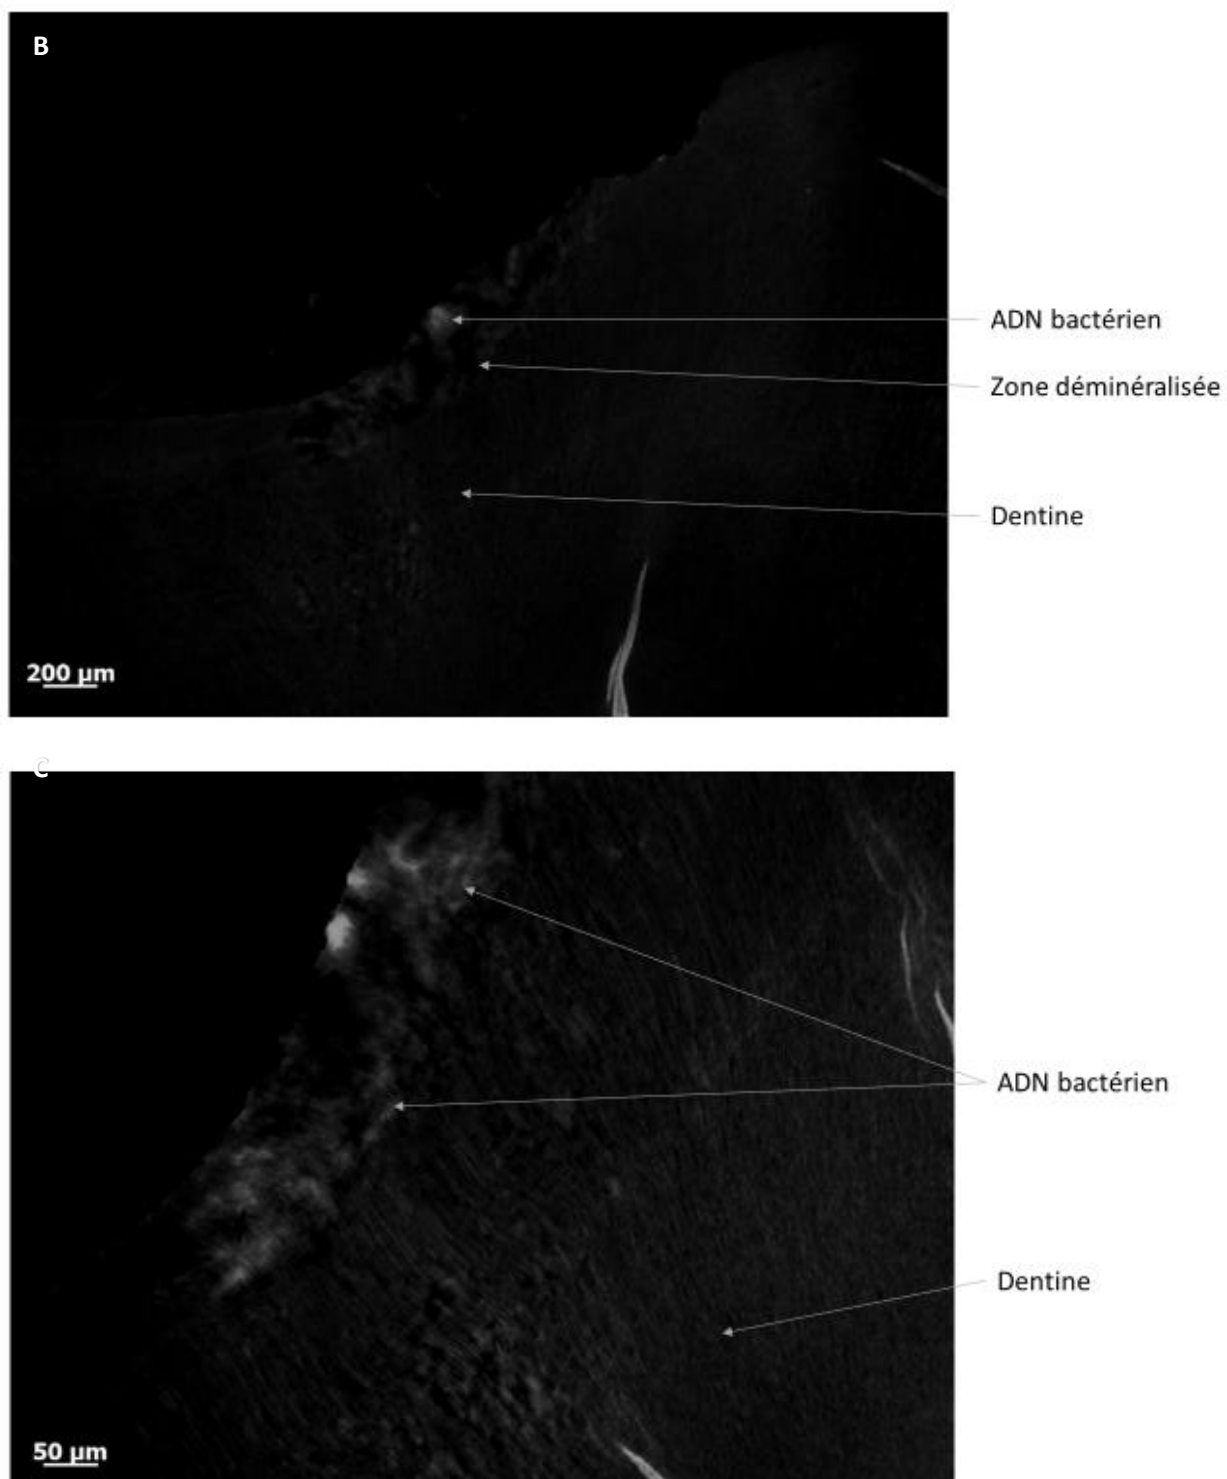 B
ADN bactérien
Zone déminéralisée
Dentine
200 µm
C
ADN bactérien
Dentine
50 µm